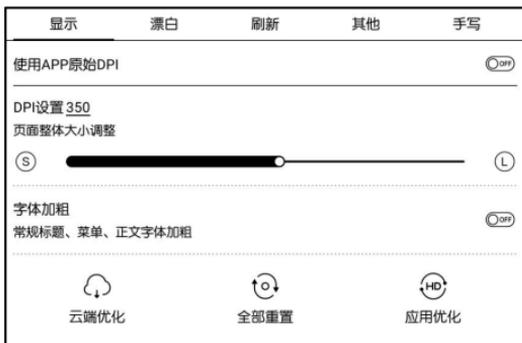 显示 漂白 刷新 其他 手写
使用APP原始DPI
OFF
DPI设置 350
页面整体大小调整
S L
字体加粗
OFF
常规标题、菜单、正文字体加粗
HD
云端优化 全部重置 应用优化